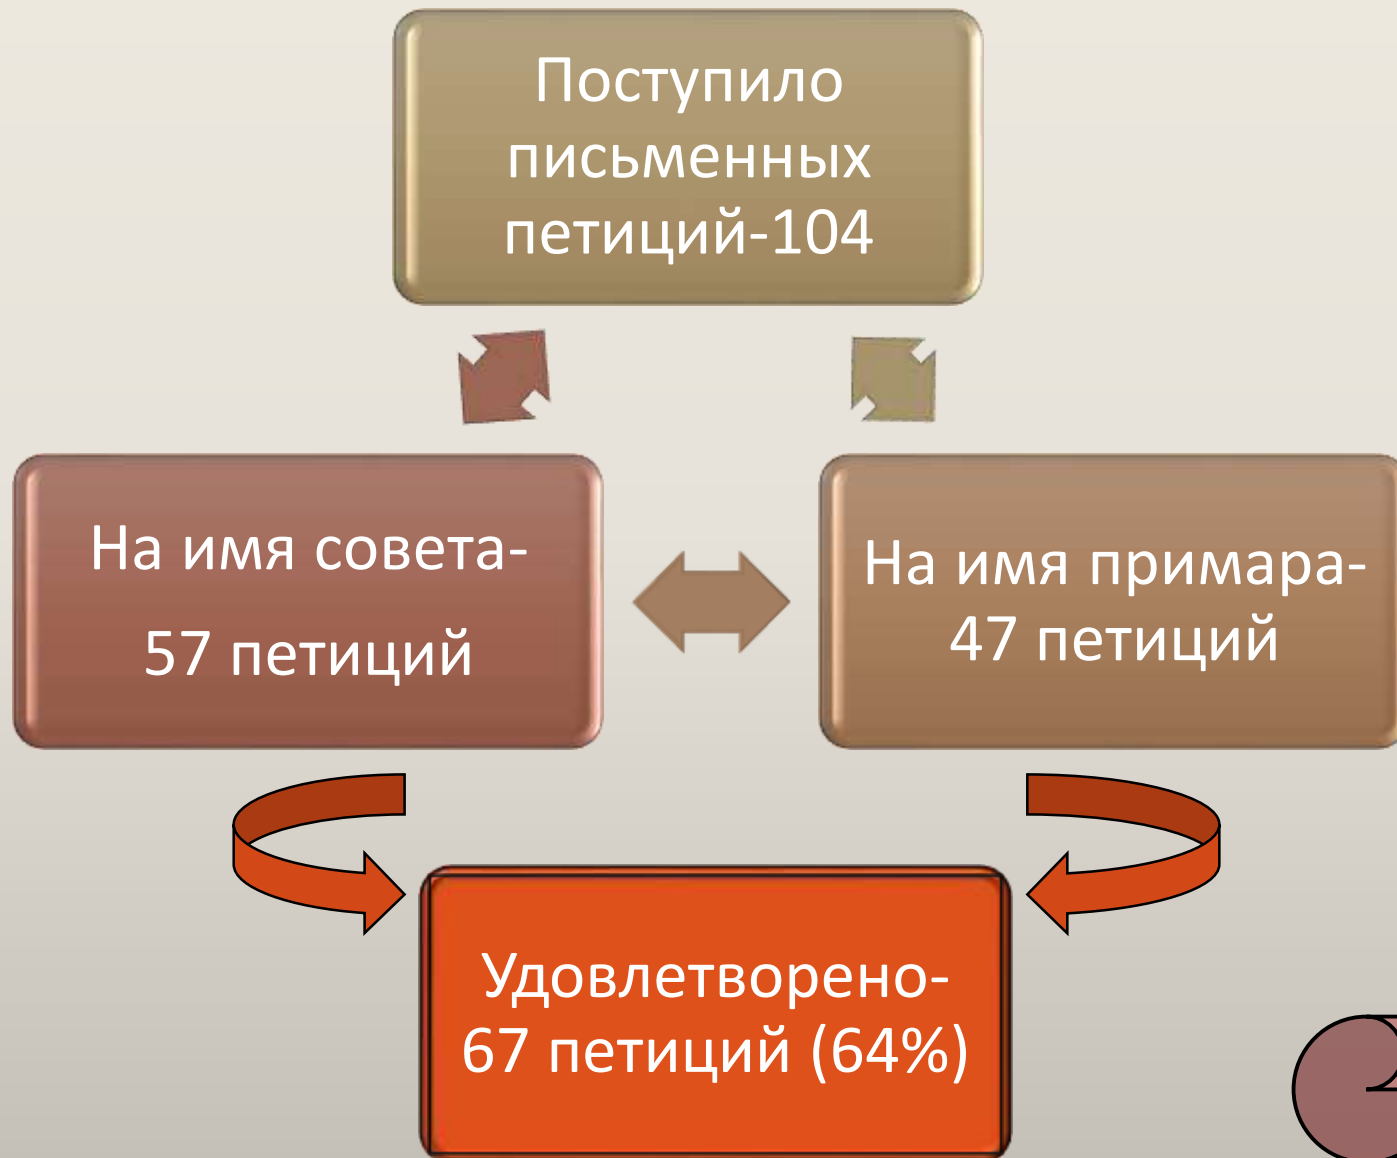 Поступило
письменных
петиций-104
На имя совета-
57 петиций
На имя примара-
47 петиций
Удовлетворено-
67 петиций (64%)